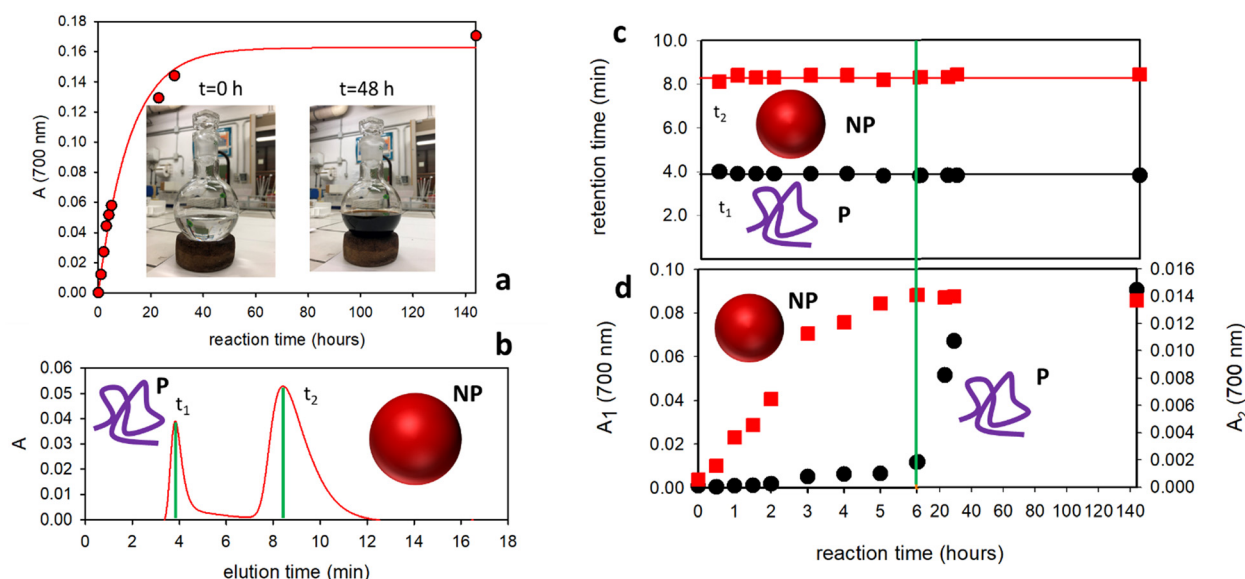 0.18
0.16
0.14
0.12
0.10
0.08
0.06
0.04
0.02
0.00
A (700 nm)
t=0 h
t=48 h
0 20 40 60 80 100 120 140
reaction time (hours)
a
b
0.06
0.05
0.04
0.03
0.02
0.01
0.00
A
P
t1
t2
NP
0 2 4 6 8 10 12 14 16 18
elution time (min)
c
10.0
8.0
6.0
4.0
2.0
retention time (min)
t2
NP
t1
P
d
0.10
0.08
0.06
0.04
0.02
0.00
A1 (700 nm)
NP
P
0.016
0.014
0.012
0.010
0.008
0.006
0.004
0.002
0.000
A2 (700 nm)
0 1 2 3 4 5 6 20 40 60 80 100 120 140
reaction time (hours)